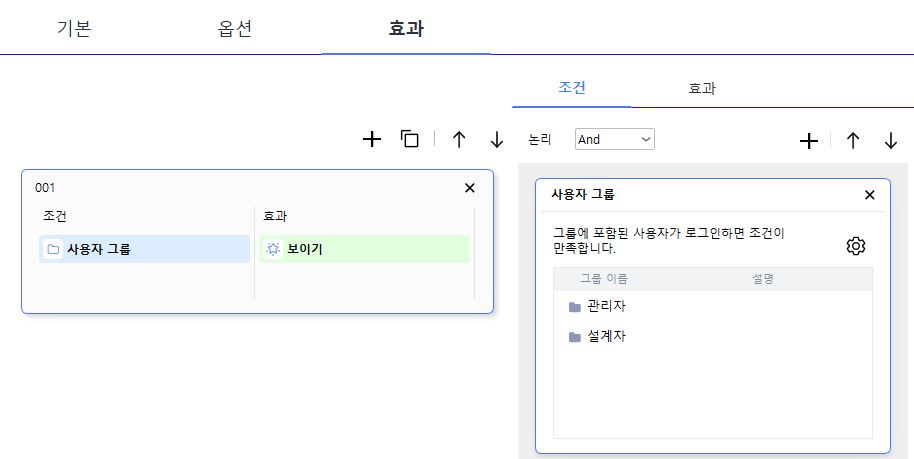 기본
옵션
효과
조건
효과
논리
And
001
조건
효과
사용자 그룹
보이기
사용자 그룹
그룹에 포함된 사용자가 로그인하면 조건이
만족합니다.
그룹 이름
설명
관리자
설계자